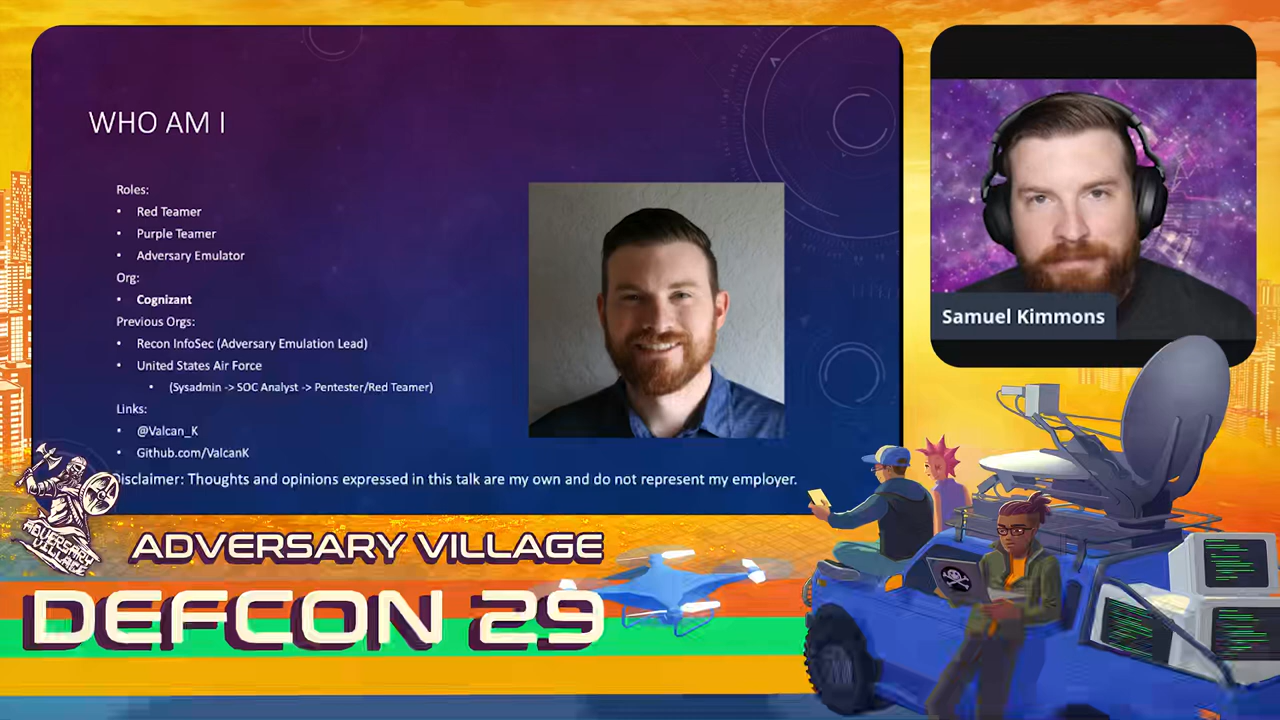 WHO AM I
Roles:
• Red Teamer
• Purple Teamer
• Adversary Emulator
Org:
• Cognizant
Previous Orgs:
• Recon InfoSec (Adversary Emulation Lead)
• United States Air Force
• (Sysadmin -> SOC Analyst -> Pentester/Red Teamer)
Links:
• @Valcan_K
• Github.com/ValcanK
Disclaimer: Thoughts and opinions expressed in this talk are my own and do not represent my employer.
Samuel Kimmons
ADVERSARY
VILLAGE
ADVERSARY VILLAGE
DEFCON 29